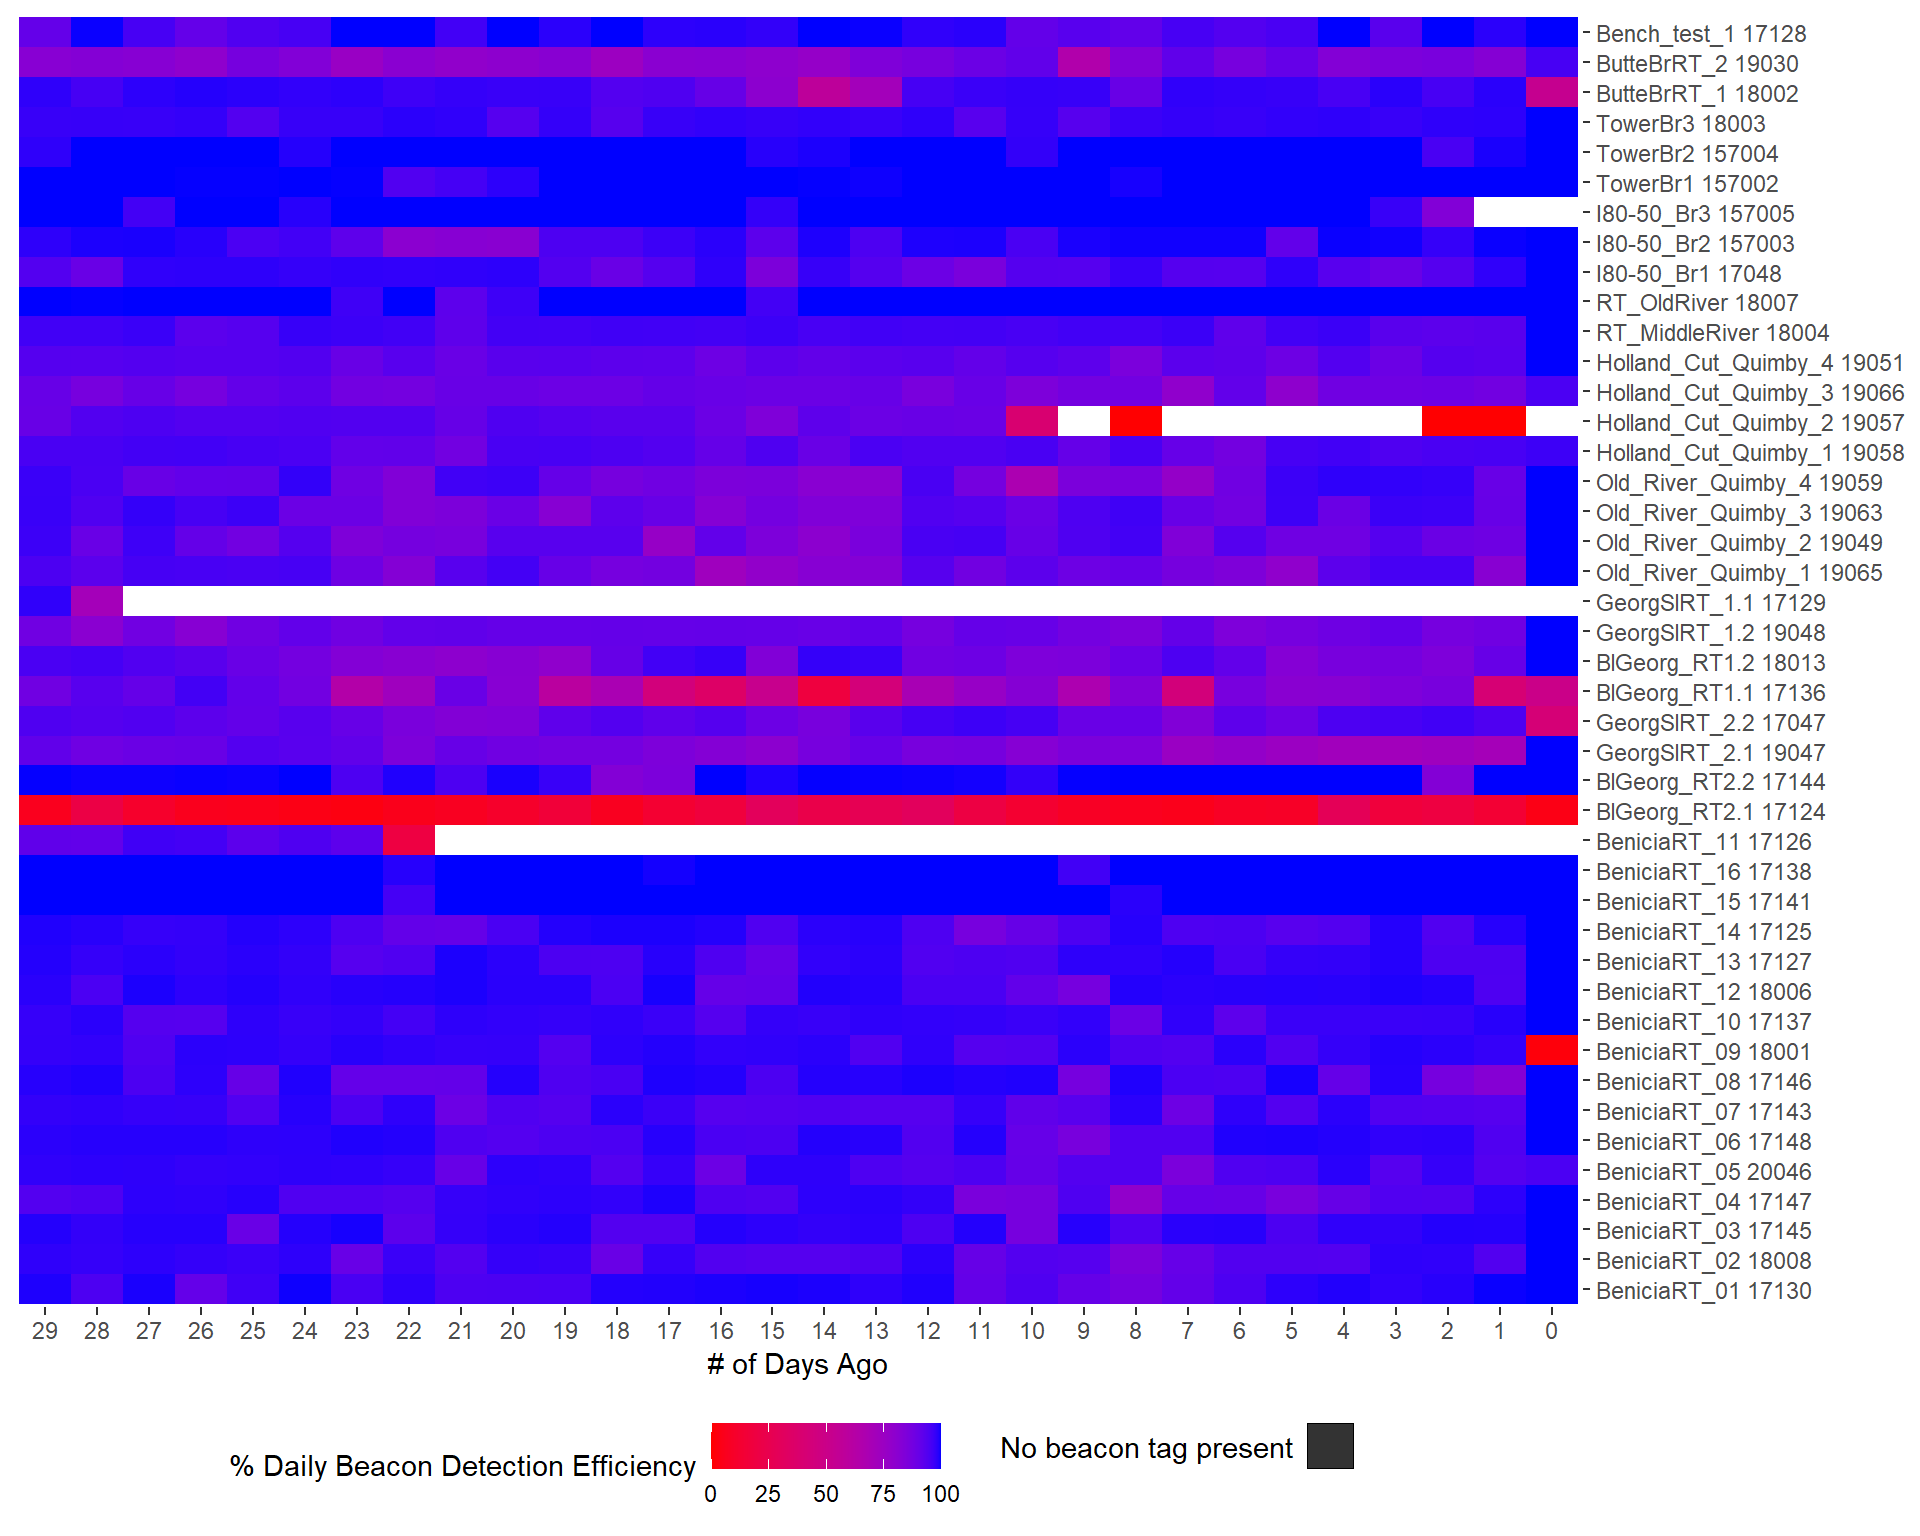 Bench_test_1 17128
ButteBrRT_2 19030
ButteBrRT_1 18002
TowerBr3 18003
TowerBr2 157004
TowerBr1 157002
I80-50_Br3 157005
I80-50_Br2 157003
I80-50_Br1 17048
RT_OldRiver 18007
RT_MiddleRiver 18004
Holland_Cut_Quimby_4 19051
Holland_Cut_Quimby_3 19066
Holland_Cut_Quimby_2 19057
Holland_Cut_Quimby_1 19058
Old_River_Quimby_4 19059
Old_River_Quimby_3 19063
Old_River_Quimby_2 19049
Old_River_Quimby_1 19065
GeorgSlRT_1.1 17129
GeorgSlRT_1.2 19048
BlGeorg_RT1.2 18013
BlGeorg_RT1.1 17136
GeorgSlRT_2.2 17047
GeorgSlRT_2.1 19047
BlGeorg_RT2.2 17144
BlGeorg_RT2.1 17124
BeniciaRT_11 17126
BeniciaRT_16 17138
BeniciaRT_15 17141
BeniciaRT_14 17125
BeniciaRT_13 17127
BeniciaRT_12 18006
BeniciaRT_10 17137
BeniciaRT_09 18001
BeniciaRT_08 17146
BeniciaRT_07 17143
BeniciaRT_06 17148
BeniciaRT_05 20046
BeniciaRT_04 17147
BeniciaRT_03 17145
BeniciaRT_02 18008
BeniciaRT_01 17130
29 28 27 26 25 24 23 22 21 20 19 18 17 16 15 14 13 12 11 10 9 8 7 6 5 4 3 2 1 0
# of Days Ago
% Daily Beacon Detection Efficiency
0 25 50 75 100
No beacon tag present